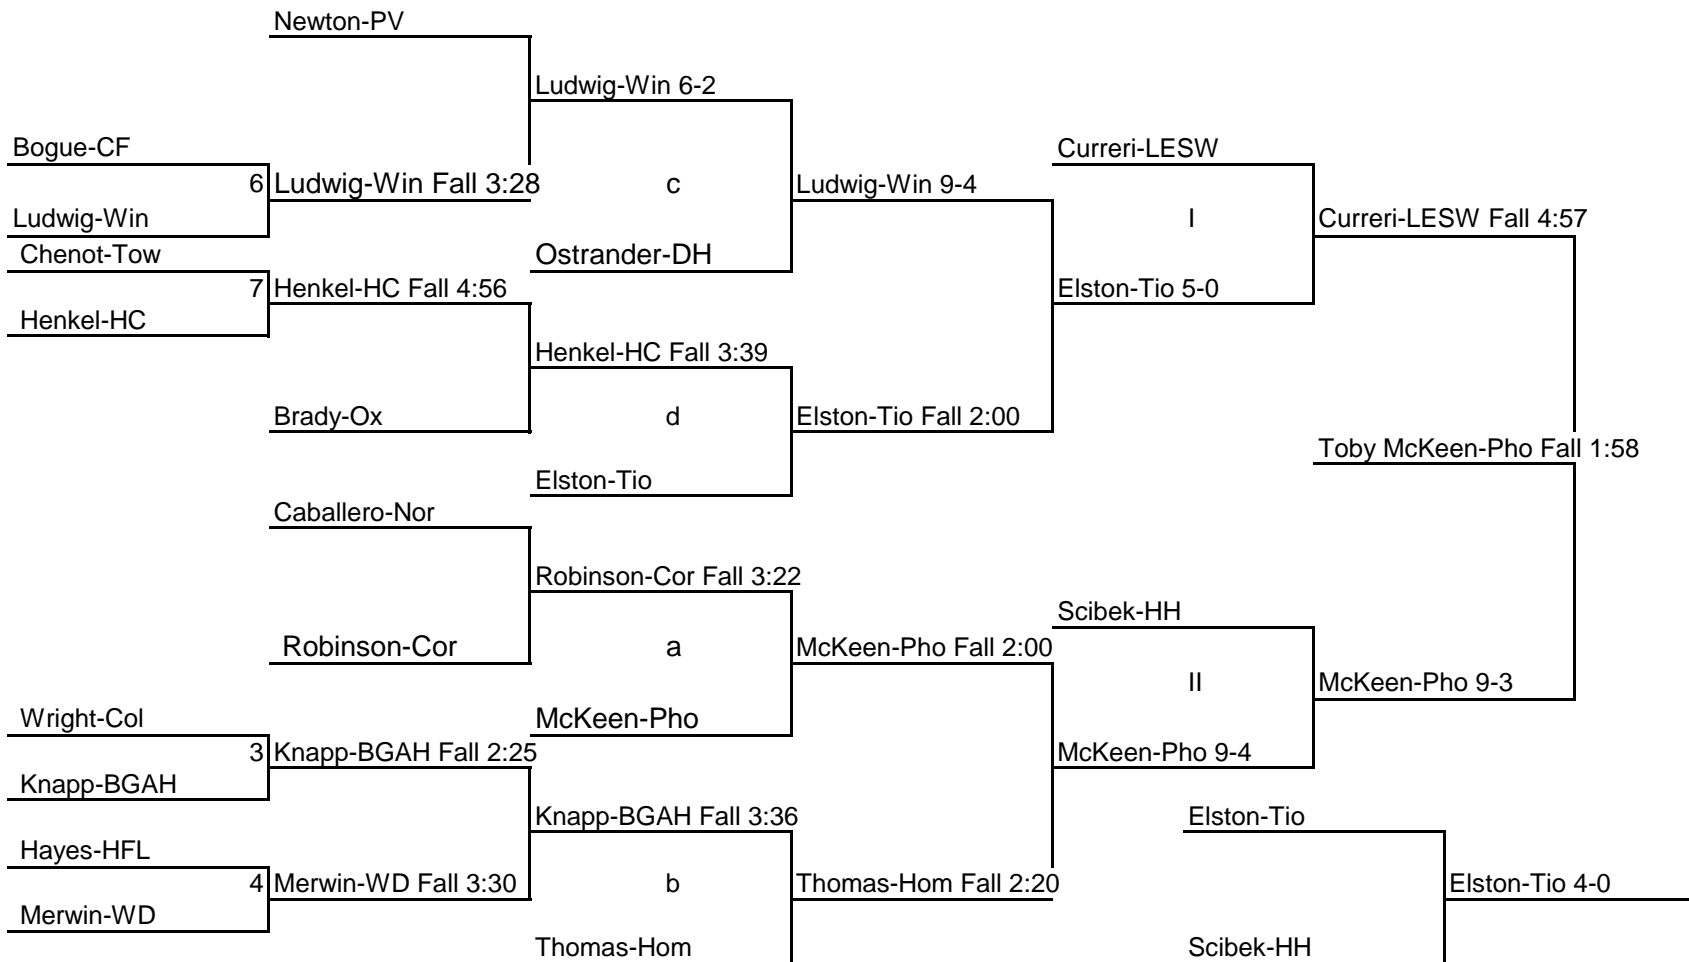 Newton-PV
Ludwig-Win 6-2
Bogue-CF
Curreri-LESW
6 Ludwig-Win Fall 3:28
c
Ludwig-Win 9-4
Ludwig-Win
I
Curreri-LESW Fall 4:57
Chenot-Tow
Ostrander-DH
7 Henkel-HC Fall 4:56
Elston-Tio 5-0
Henkel-HC
Henkel-HC Fall 3:39
Brady-Ox
d
Elston-Tio Fall 2:00
Toby McKeen-Pho Fall 1:58
Elston-Tio
Caballero-Nor
Robinson-Cor Fall 3:22
Scibek-HH
Robinson-Cor
a
McKeen-Pho Fall 2:00
II
McKeen-Pho 9-3
Wright-Col
McKeen-Pho
3 Knapp-BGAH Fall 2:25
McKeen-Pho 9-4
Knapp-BGAH
Knapp-BGAH Fall 3:36
Elston-Tio
Hayes-HFL
4 Merwin-WD Fall 3:30
b
Thomas-Hom Fall 2:20
Elston-Tio 4-0
Merwin-WD
Thomas-Hom
Scibek-HH